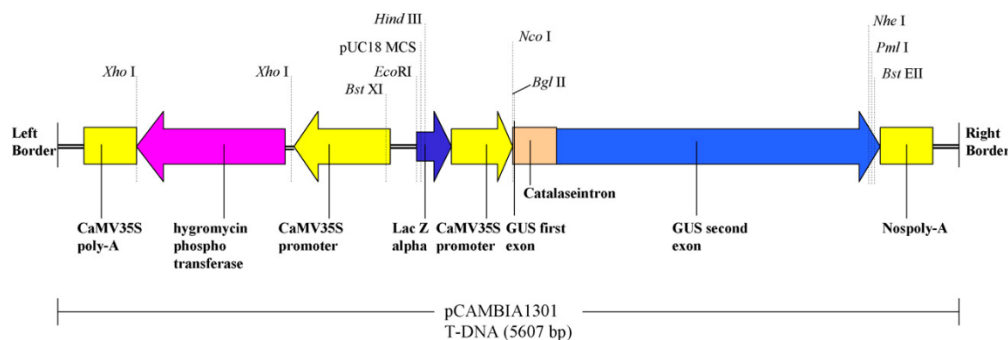 Hind III
pUC18 MCS
Xho I
Xho I
EcoRI
Bst XI
Nco I
Bgl II
Nhe I
Pml I
Bst EII
Left
Border
Right
Border
Catalaseintron
CaMV35S
poly-A
hygromycin
phospho
transferase
CaMV35S
promoter
Lac Z
alpha
CaMV35S
promoter
GUS first
exon
GUS second
exon
Nospoly-A
pCAMBIA1301
T-DNA (5607 bp)